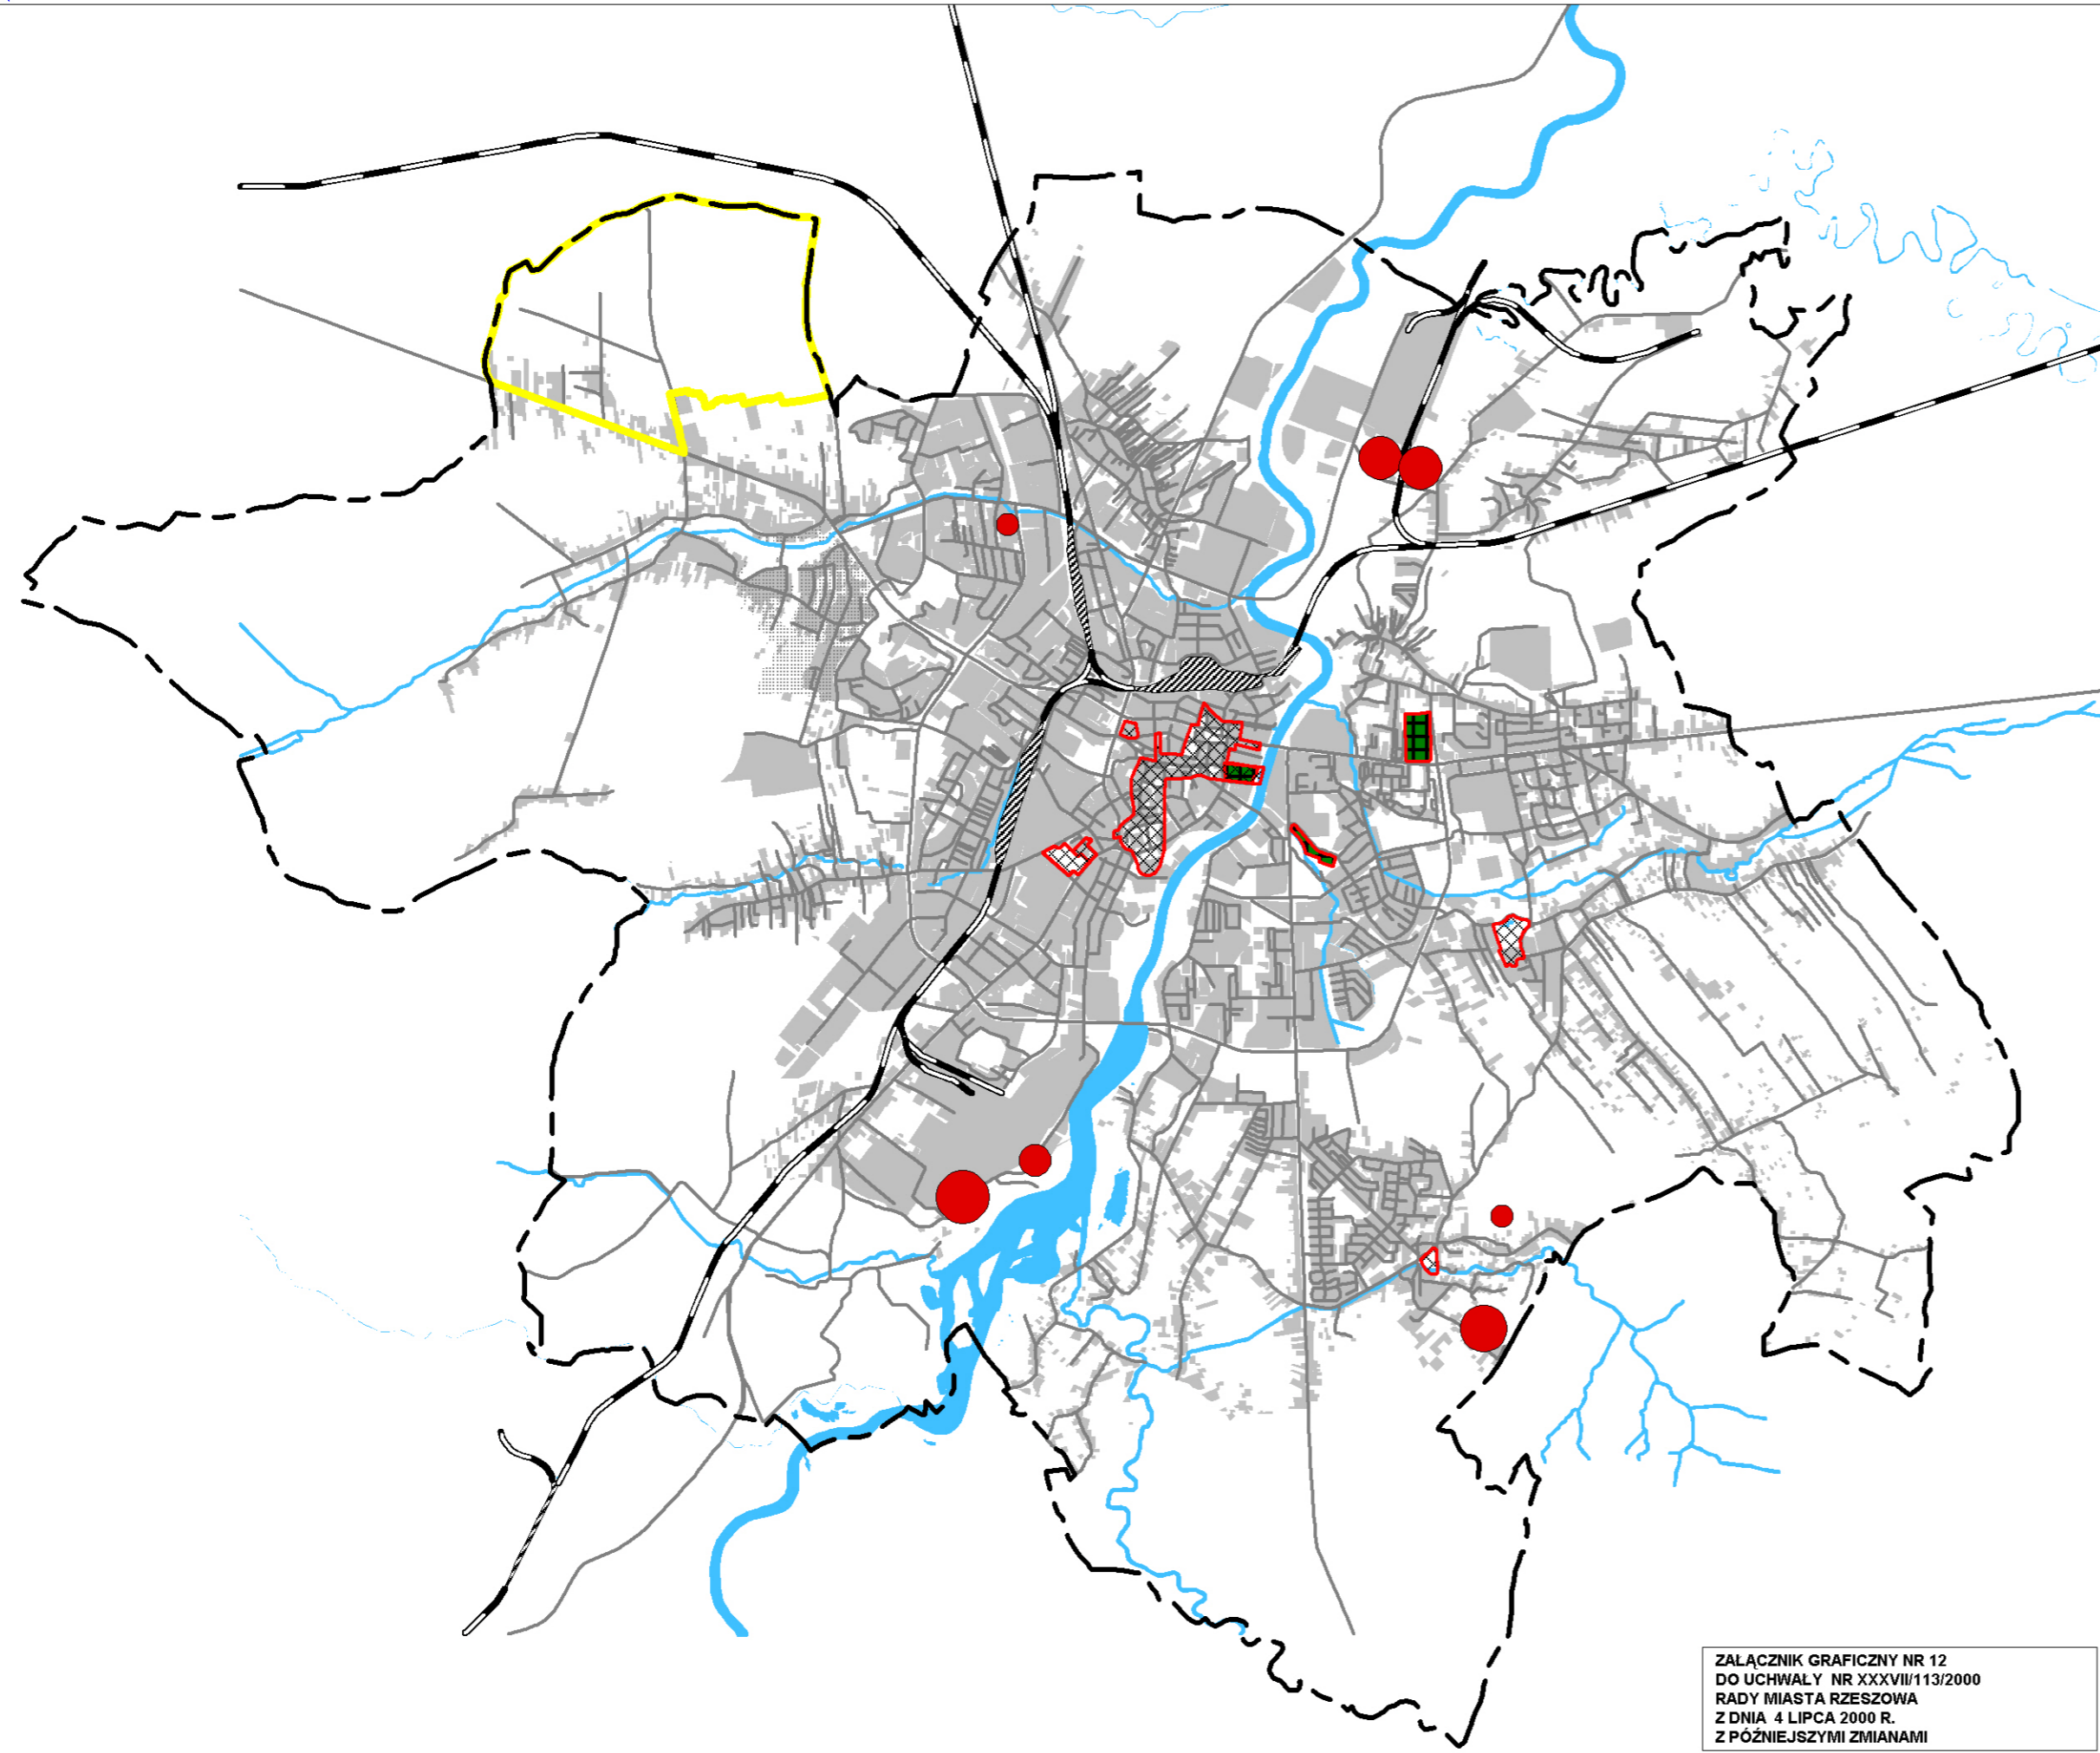 ZAŁĄCZNIK GRAFICZNY NR 12
DO UCHWAŁY NR XXXVII/113/2000
RADY MIASTA RZESZOWA
Z DNIA 4 LIPCA 2000 R.
Z PÓŹNIEJSZYMI ZMIANAMI